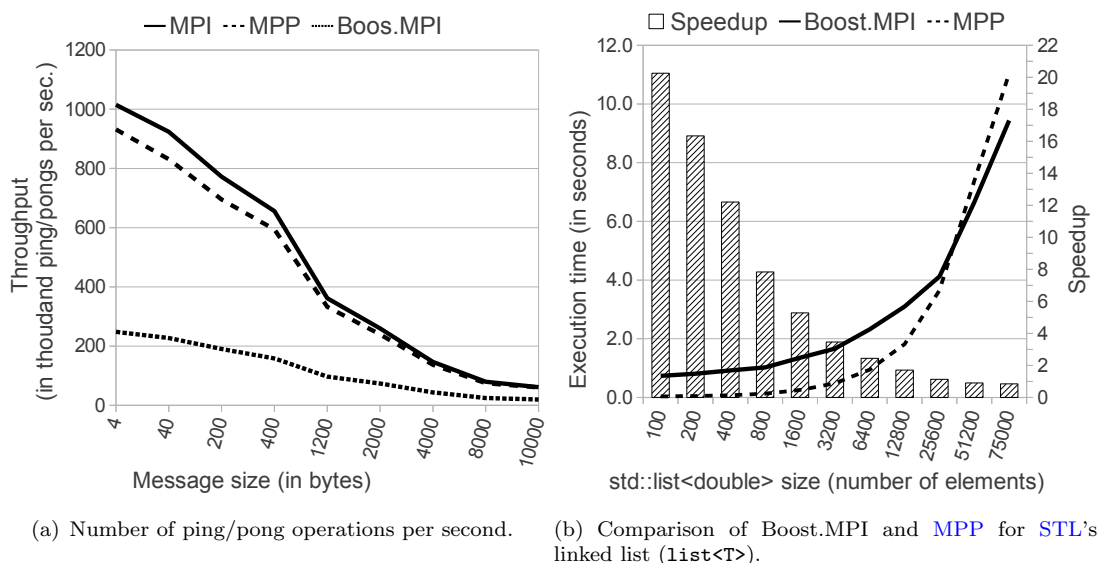 MPI MPP Boos.MPI
1200
1000
800
600
400
200
0
Throughput
(in thoudand ping/pongs per sec.)
4 40 200 400 1200 2000 4000 8000 10000
Message size (in bytes)
(a) Number of ping/pong operations per second.
Speedup Boost.MPI MPP
12.0
10.0
8.0
6.0
4.0
2.0
0.0
Execution time (in seconds)
22
20
18
16
14
12
10
8
6
4
2
0
Speedup
100 200 400 800 1600 3200 6400 12800 25600 51200 75000
std::list<double> size (number of elements)
(b) Comparison of Boost.MPI and MPP for STL's
linked list (list<T>).